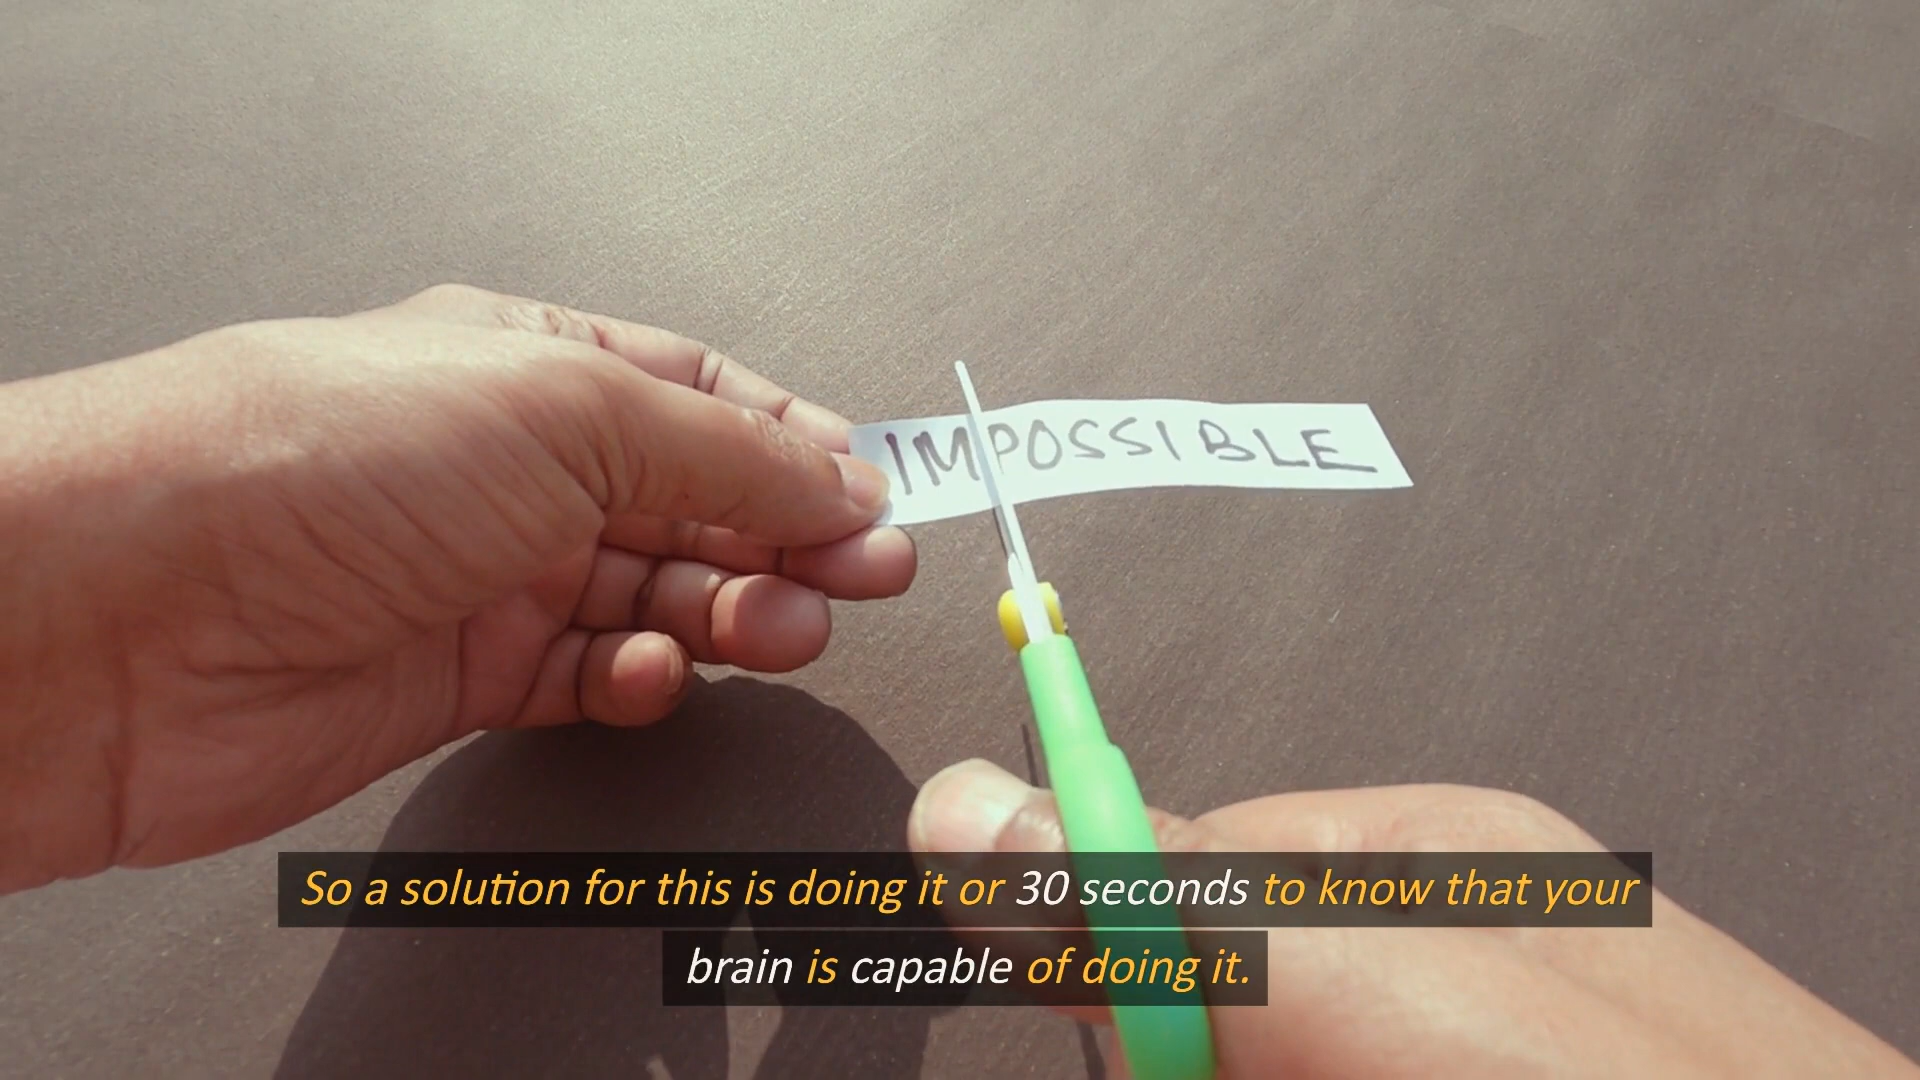 IMPOSSIBLE
So a solution for this is doing it or 30 seconds to know that your
brain is capable of doing it.